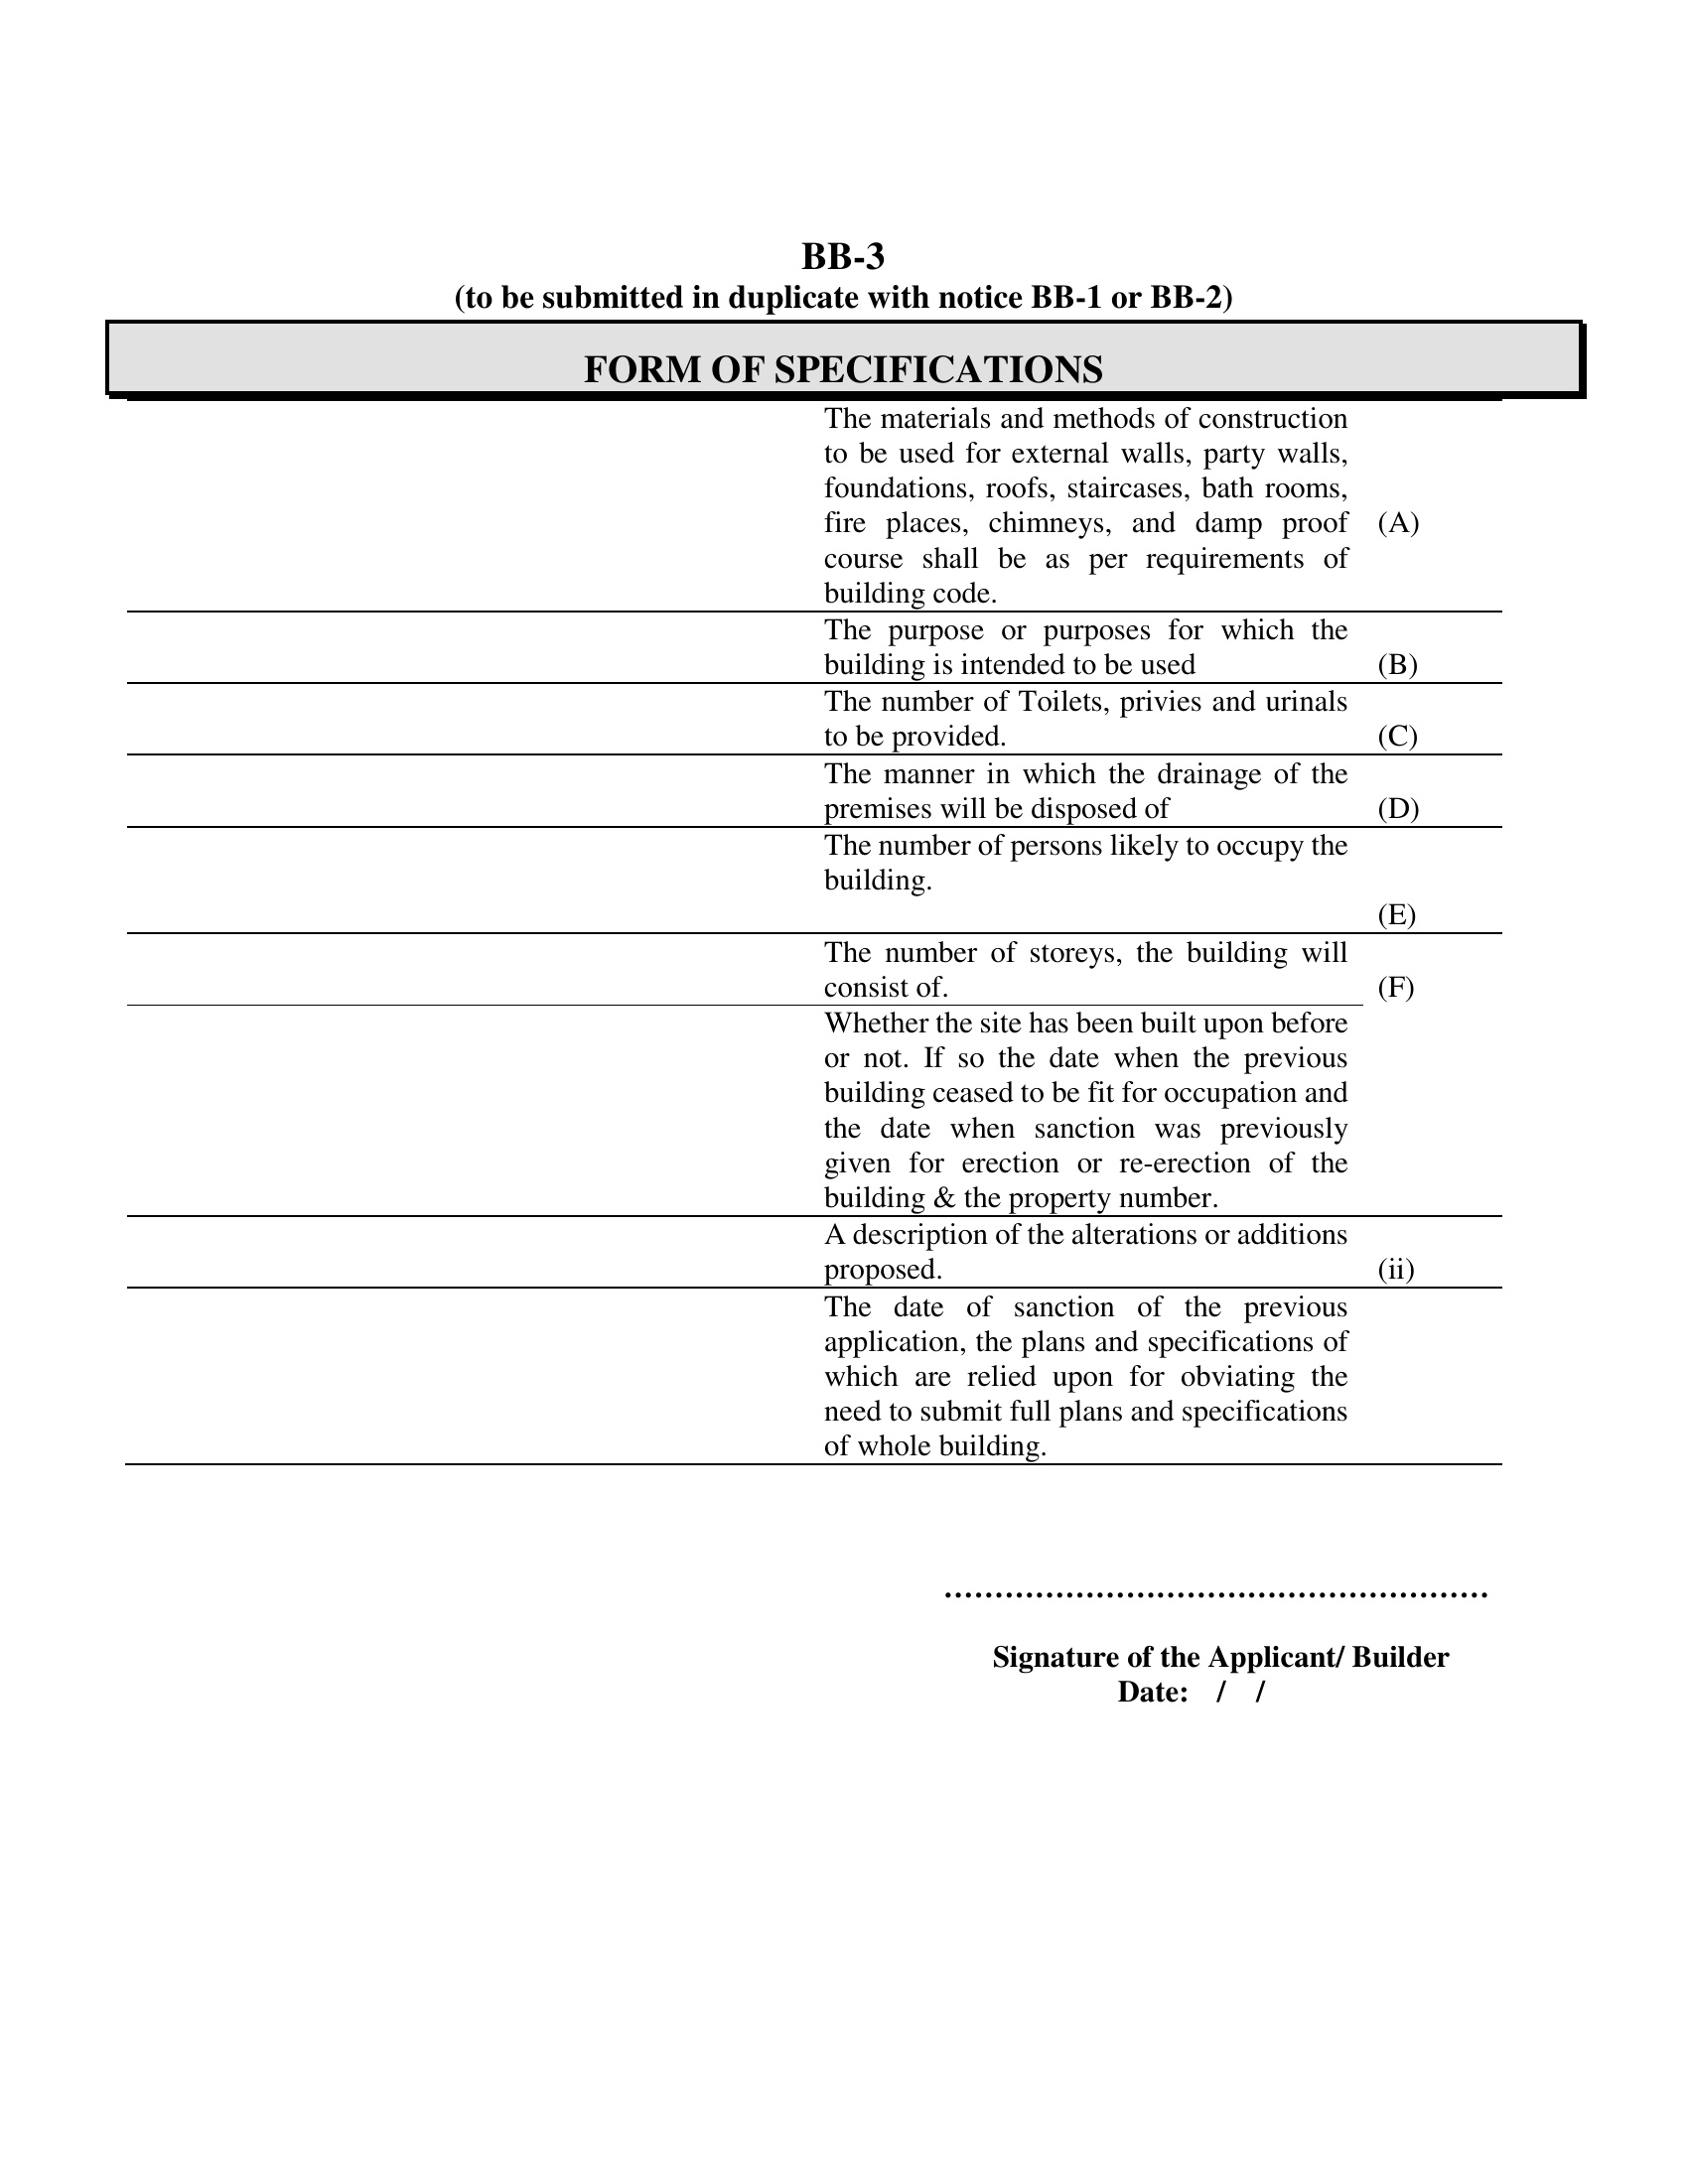 BB-3
(to be submitted in duplicate with notice BB-1 or BB-2)
FORM OF SPECIFICATIONS
The materials and methods of construction
to be used for external walls, party walls,
foundations, roofs, staircases, bath rooms,
fire places, chimneys, and damp proof (A)
course shall be as per requirements of
building code.
The purpose or purposes for which the
building is intended to be used (B)
The number of Toilets, privies and urinals
to be provided. (C)
The manner in which the drainage of the
premises will be disposed of (D)
The number of persons likely to occupy the
building.
(E)
The number of storeys, the building will
consist of. (F)
Whether the site has been built upon before
or not. If so the date when the previous
building ceased to be fit for occupation and
the date when sanction was previously
given for erection or re-erection of the
building & the property number.
A description of the alterations or additions
proposed. (ii)
The date of sanction of the previous
application, the plans and specifications of
which are relied upon for obviating the
need to submit full plans and specifications
of whole building.
......................................................
Signature of the Applicant/ Builder
Date: / /